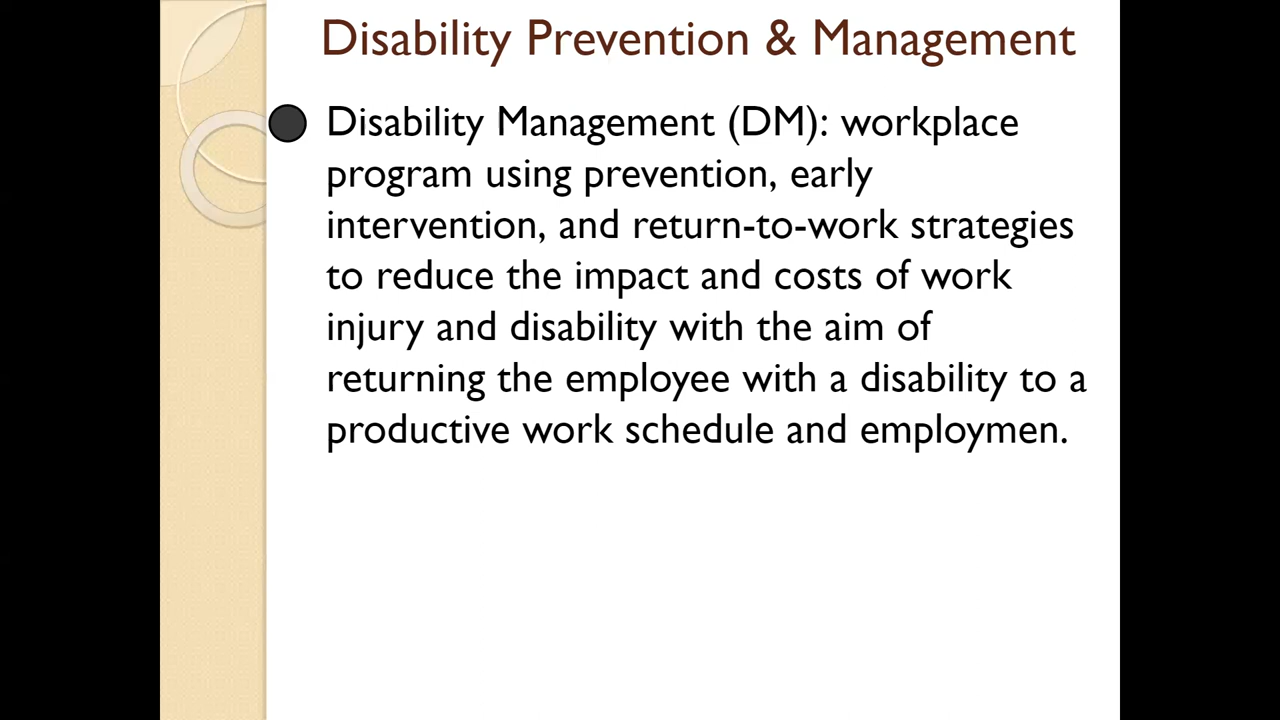 Disability Prevention & Management
Disability Management (DM): workplace
program using prevention, early
intervention, and return-to-work strategies
to reduce the impact and costs of work
injury and disability with the aim of
returning the employee with a disability to a
productive work schedule and employmen.